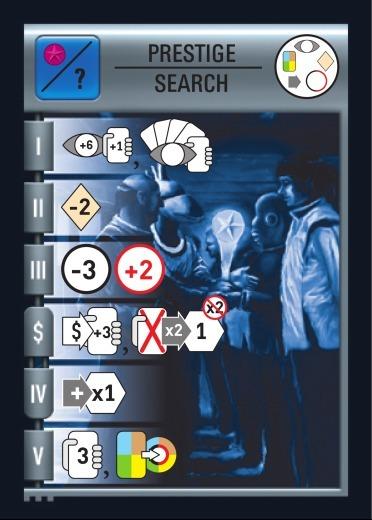 ?
PRESTIGE
SEARCH
I
+6 +1 ,
II
-2
III
-3 +2
$
$ +3 , x2 1 x2
IV
+ x1
V
3 ,